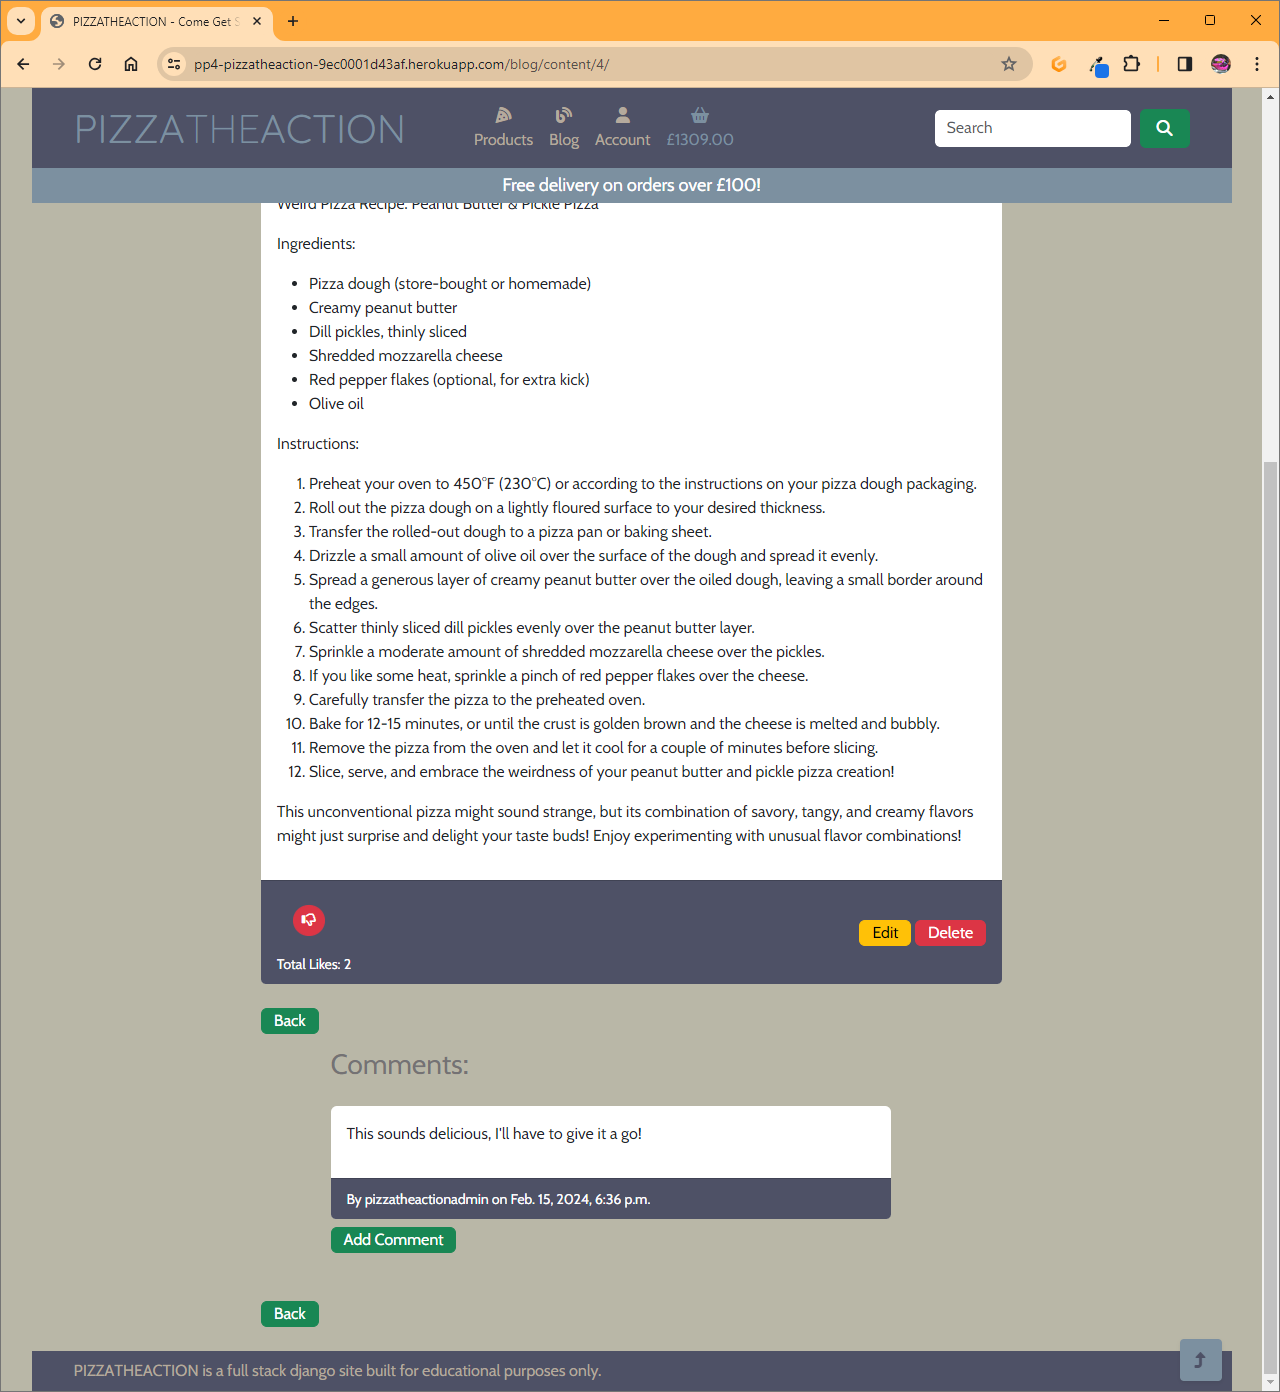 PIZZATHEACTION - Come Get S
pp4-pizzatheaction-9ec0001d43af.herokuapp.com/blog/content/4/
PIZZATHEACTION
Products
Blog
Account
£1309.00
Search
Free delivery on orders over £100!
Weird Pizza Recipe: Peanut Butter & Pickle Pizza
Ingredients:
• Pizza dough (store-bought or homemade)
• Creamy peanut butter
• Dill pickles, thinly sliced
• Shredded mozzarella cheese
• Red pepper flakes (optional, for extra kick)
• Olive oil
Instructions:
1. Preheat your oven to 450°F (230°C) or according to the instructions on your pizza dough packaging.
2. Roll out the pizza dough on a lightly floured surface to your desired thickness.
3. Transfer the rolled-out dough to a pizza pan or baking sheet.
4. Drizzle a small amount of olive oil over the surface of the dough and spread it evenly.
5. Spread a generous layer of creamy peanut butter over the oiled dough, leaving a small border around
the edges.
6. Scatter thinly sliced dill pickles evenly over the peanut butter layer.
7. Sprinkle a moderate amount of shredded mozzarella cheese over the pickles.
8. If you like some heat, sprinkle a pinch of red pepper flakes over the cheese.
9. Carefully transfer the pizza to the preheated oven.
10. Bake for 12-15 minutes, or until the crust is golden brown and the cheese is melted and bubbly.
11. Remove the pizza from the oven and let it cool for a couple of minutes before slicing.
12. Slice, serve, and embrace the weirdness of your peanut butter and pickle pizza creation!
This unconventional pizza might sound strange, but its combination of savory, tangy, and creamy flavors
might just surprise and delight your taste buds! Enjoy experimenting with unusual flavor combinations!
Edit
Delete
Total Likes: 2
Back
Comments:
This sounds delicious, I'll have to give it a go!
By pizzatheactionadmin on Feb. 15, 2024, 6:36 p.m.
Add Comment
Back
PIZZATHEACTION is a full stack django site built for educational purposes only.